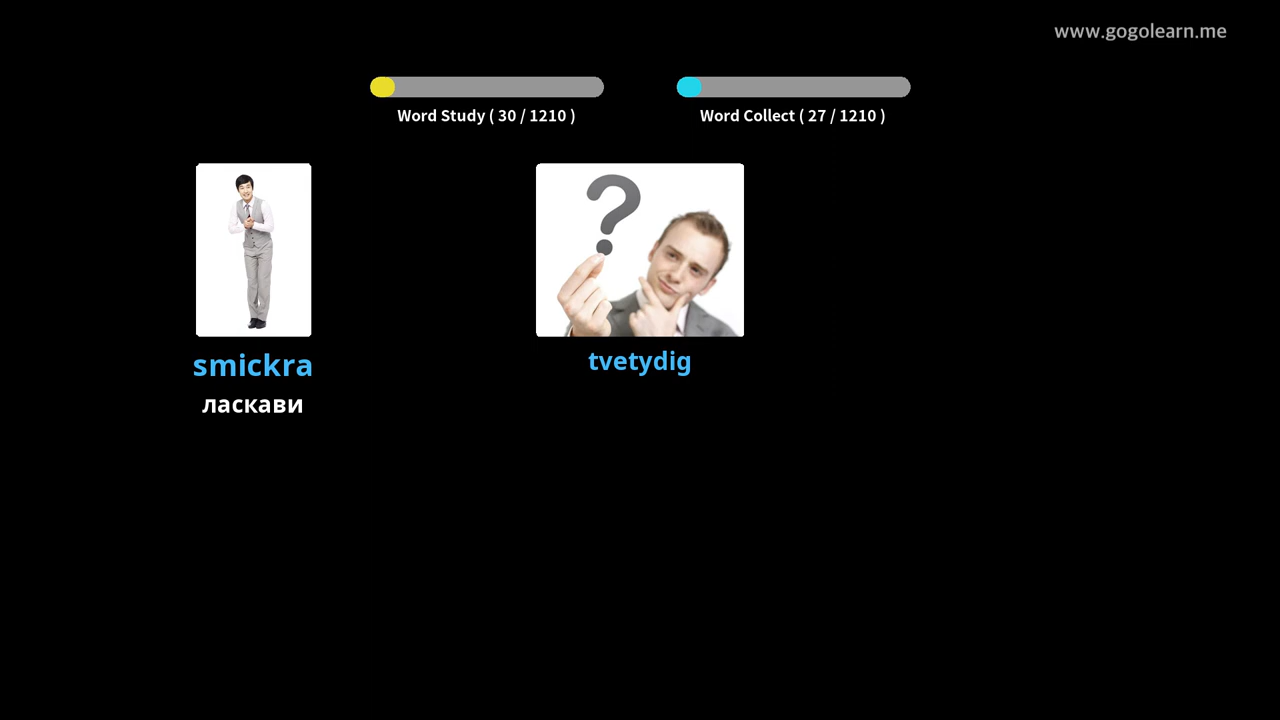 www.gogolearn.me
Word Study ( 30 / 1210 )
Word Collect ( 27 / 1210 )
smickra
ласкави
tvetydig